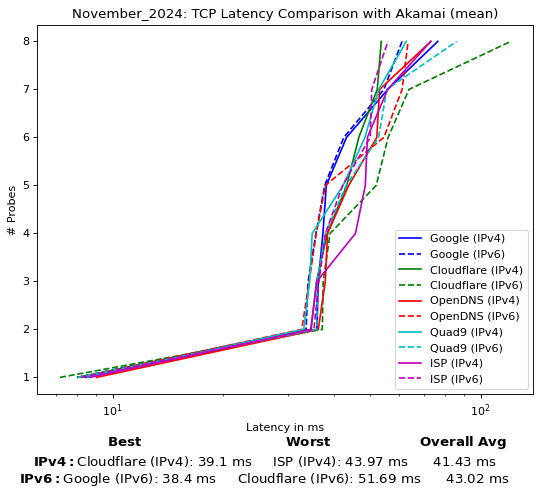 November_2024: TCP Latency Comparison with Akamai (mean)
# Probes
8
7
6
5
4
3
2
1
Google (IPv4)
Google (IPv6)
Cloudflare (IPv4)
Cloudflare (IPv6)
OpenDNS (IPv4)
OpenDNS (IPv6)
Quad9 (IPv4)
Quad9 (IPv6)
ISP (IPv4)
ISP (IPv6)
10¹ 10²
Latency in ms
Best Worst Overall Avg
IPv4: Cloudflare (IPv4): 39.1 ms ISP (IPv4): 43.97 ms 41.43 ms
IPv6: Google (IPv6): 38.4 ms Cloudflare (IPv6): 51.69 ms 43.02 ms